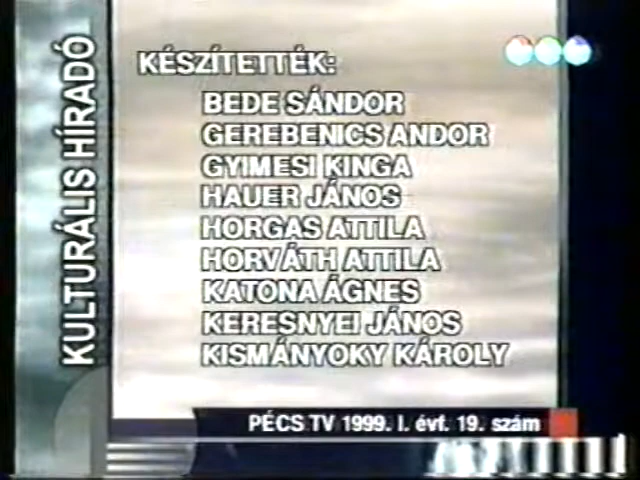 KULTURÁLIS HÍRADÓ
KÉSZÍTETTÉK:
BEDE SÁNDOR
GEREBENICS ANDOR
GYIMESI KINGA
HAUER JÁNOS
HORGAS ATTILA
HORVÁTH ATTILA
KATONA ÁGNES
KERESNYEI JÁNOS
KISMÁNYOKY KÁROLY
PÉCS TV 1999. I. évf. 19. szám